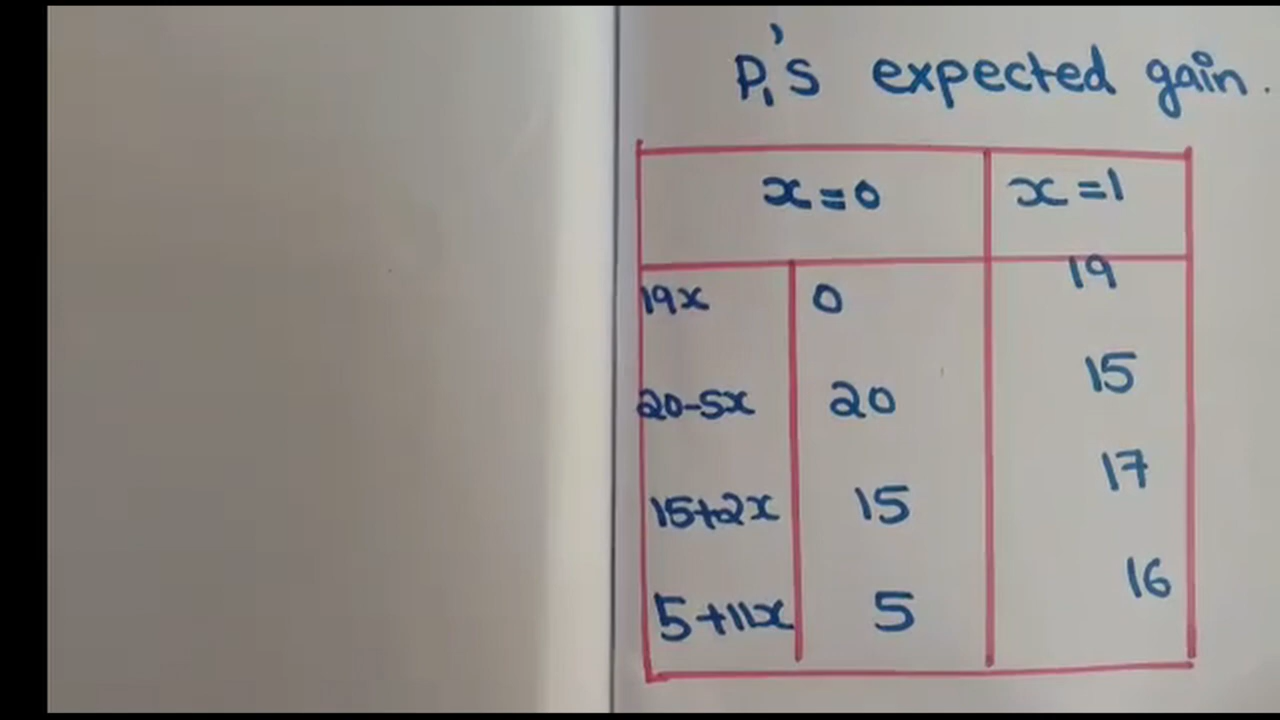 P₁'s expected gain.
x=0 x=1
19x 0 19
20-5x 20 15
15+2x 15 17
5+11x 5 16